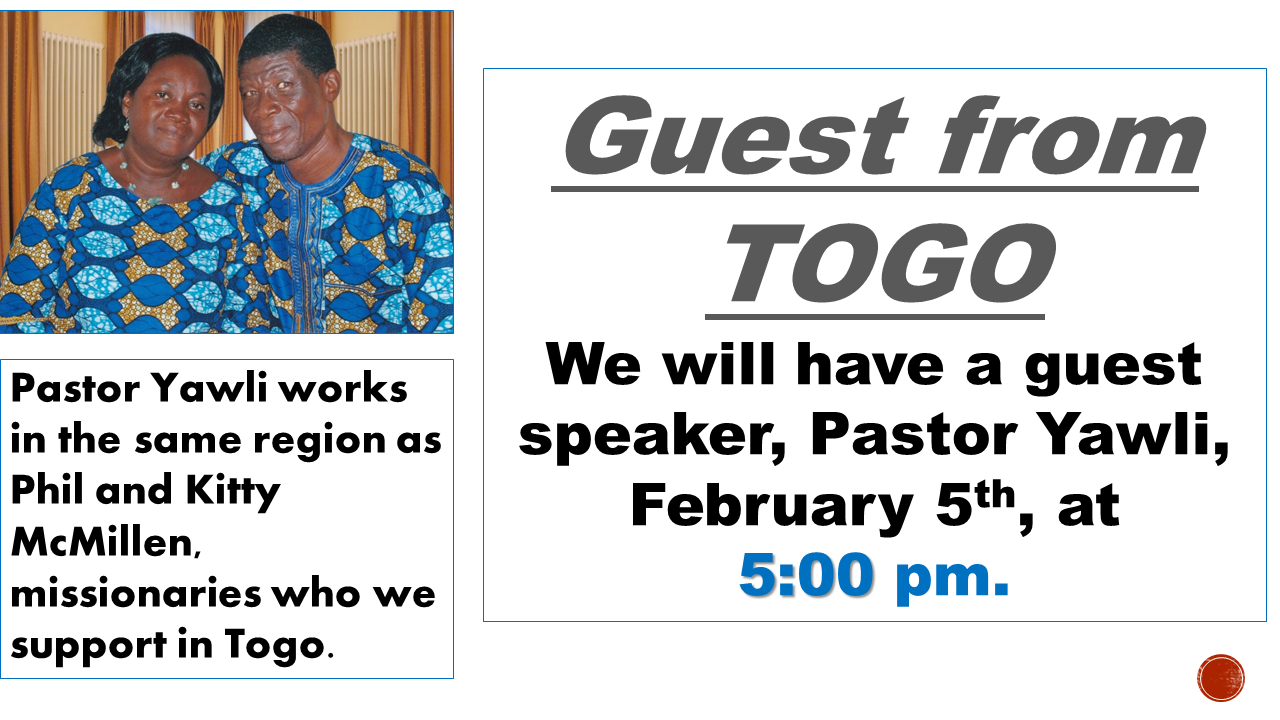 Guest from
TOGO
We will have a guest
speaker, Pastor Yawli,
February 5th, at
5:00 pm.
Pastor Yawli works
in the same region as
Phil and Kitty
McMillen,
missionaries who we
support in Togo.